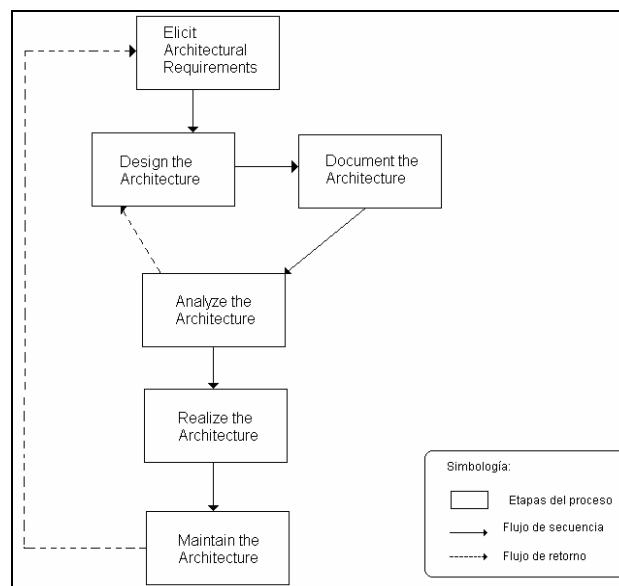 Elicit
Architectural
Requirements
Design the
Architecture
Document the
Architecture
Analyze the
Architecture
Realize the
Architecture
Maintain the
Architecture
Simbología:
Etapas del proceso
Flujo de secuencia
Flujo de retorno